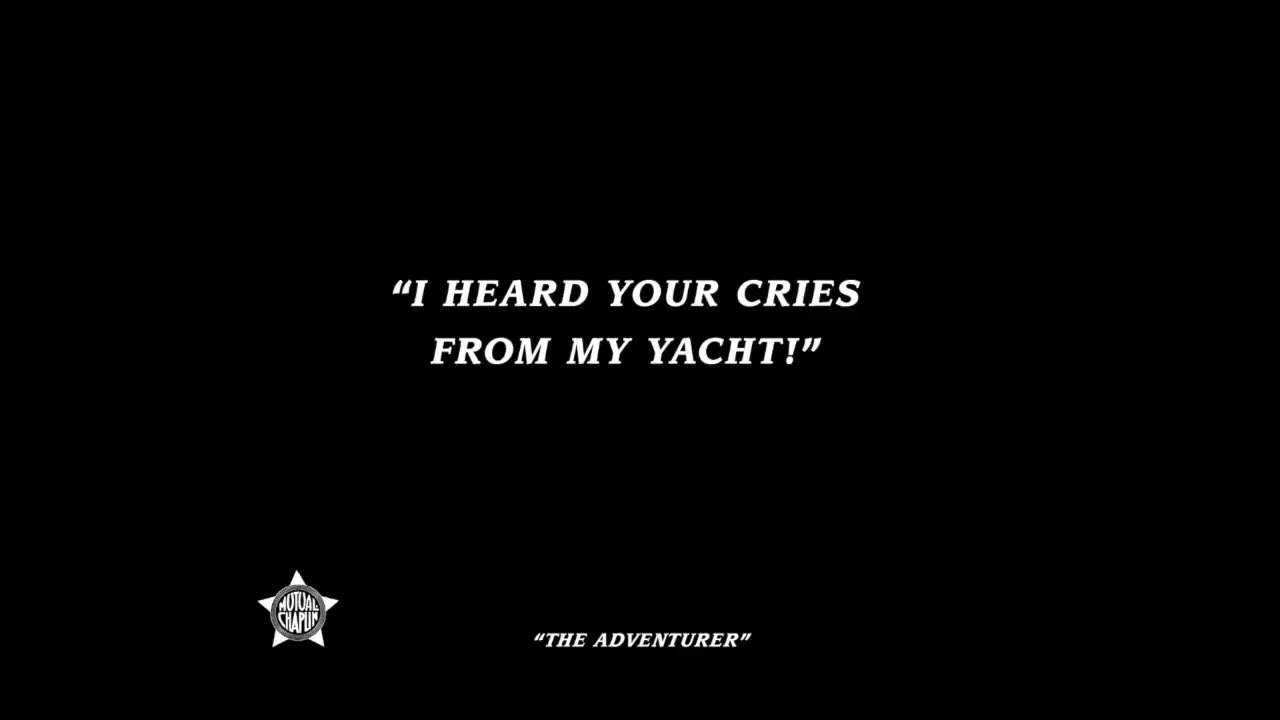 “I HEARD YOUR CRIES
FROM MY YACHT!”
MUTUAL
CHAPLIN
“THE ADVENTURER”